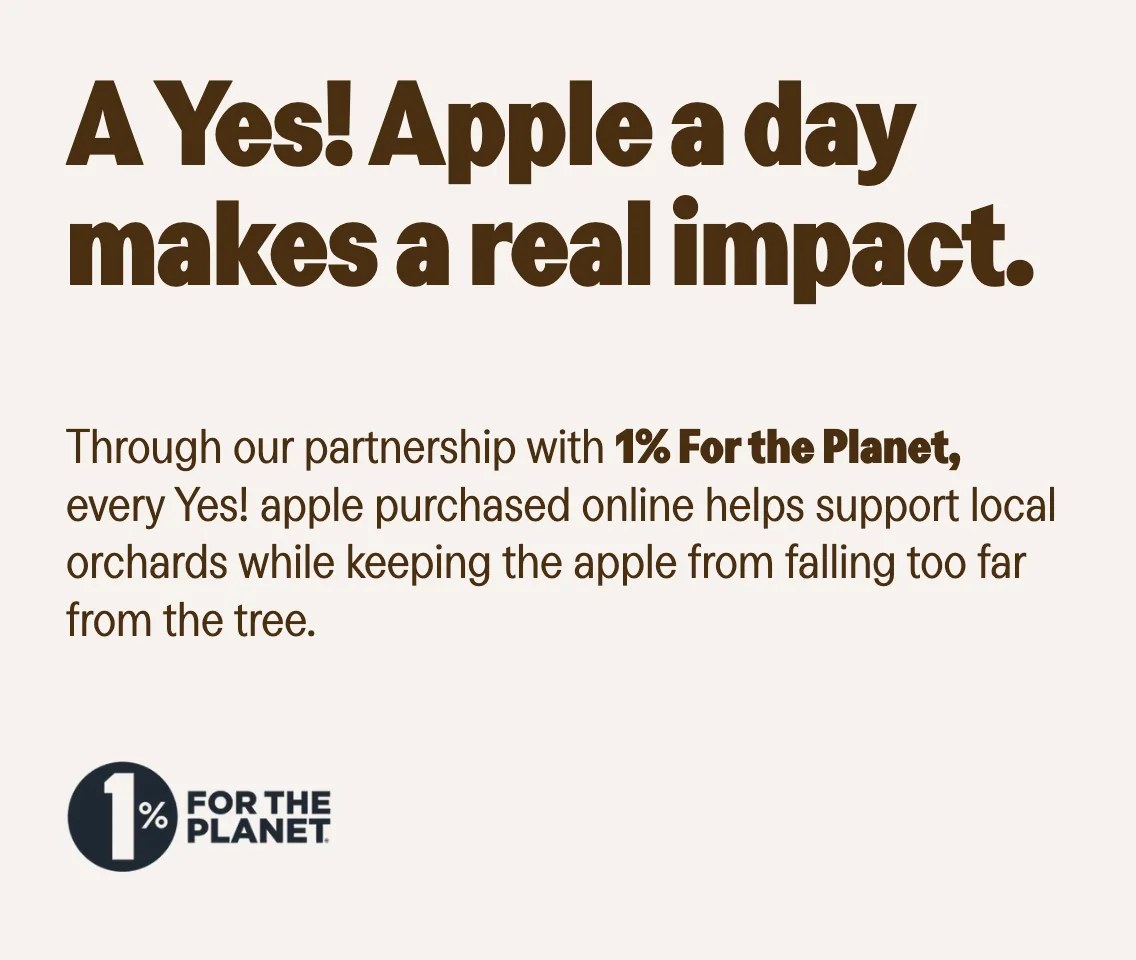 A Yes! Apple a day
makes a real impact.
Through our partnership with 1% For the Planet,
every Yes! apple purchased online helps support local
orchards while keeping the apple from falling too far
from the tree.
1% FOR THE
PLANET